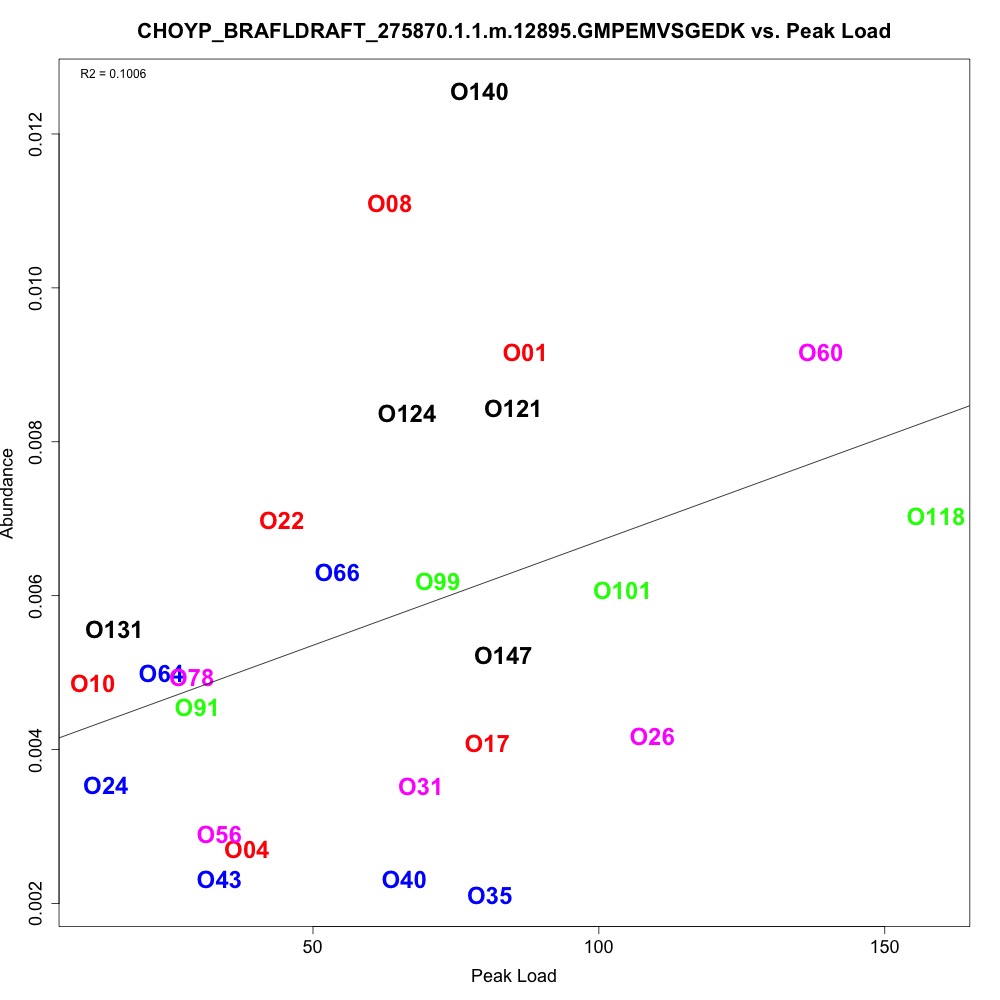 CHOYP_BRAFLDRAFT_275870.1.1.m.12895.GMPEMVSGEDK vs. Peak Load
R2 = 0.1006
O140
0.012
O08
0.010
O01
O60
O124
O121
0.008
O22
O118
O66
O99
O101
0.006
O131
O147
O64
O78
O10
O91
O17
O26
0.004
O24
O31
O56
O04
O43
O40
O35
0.002
Abundance
50
100
150
Peak Load